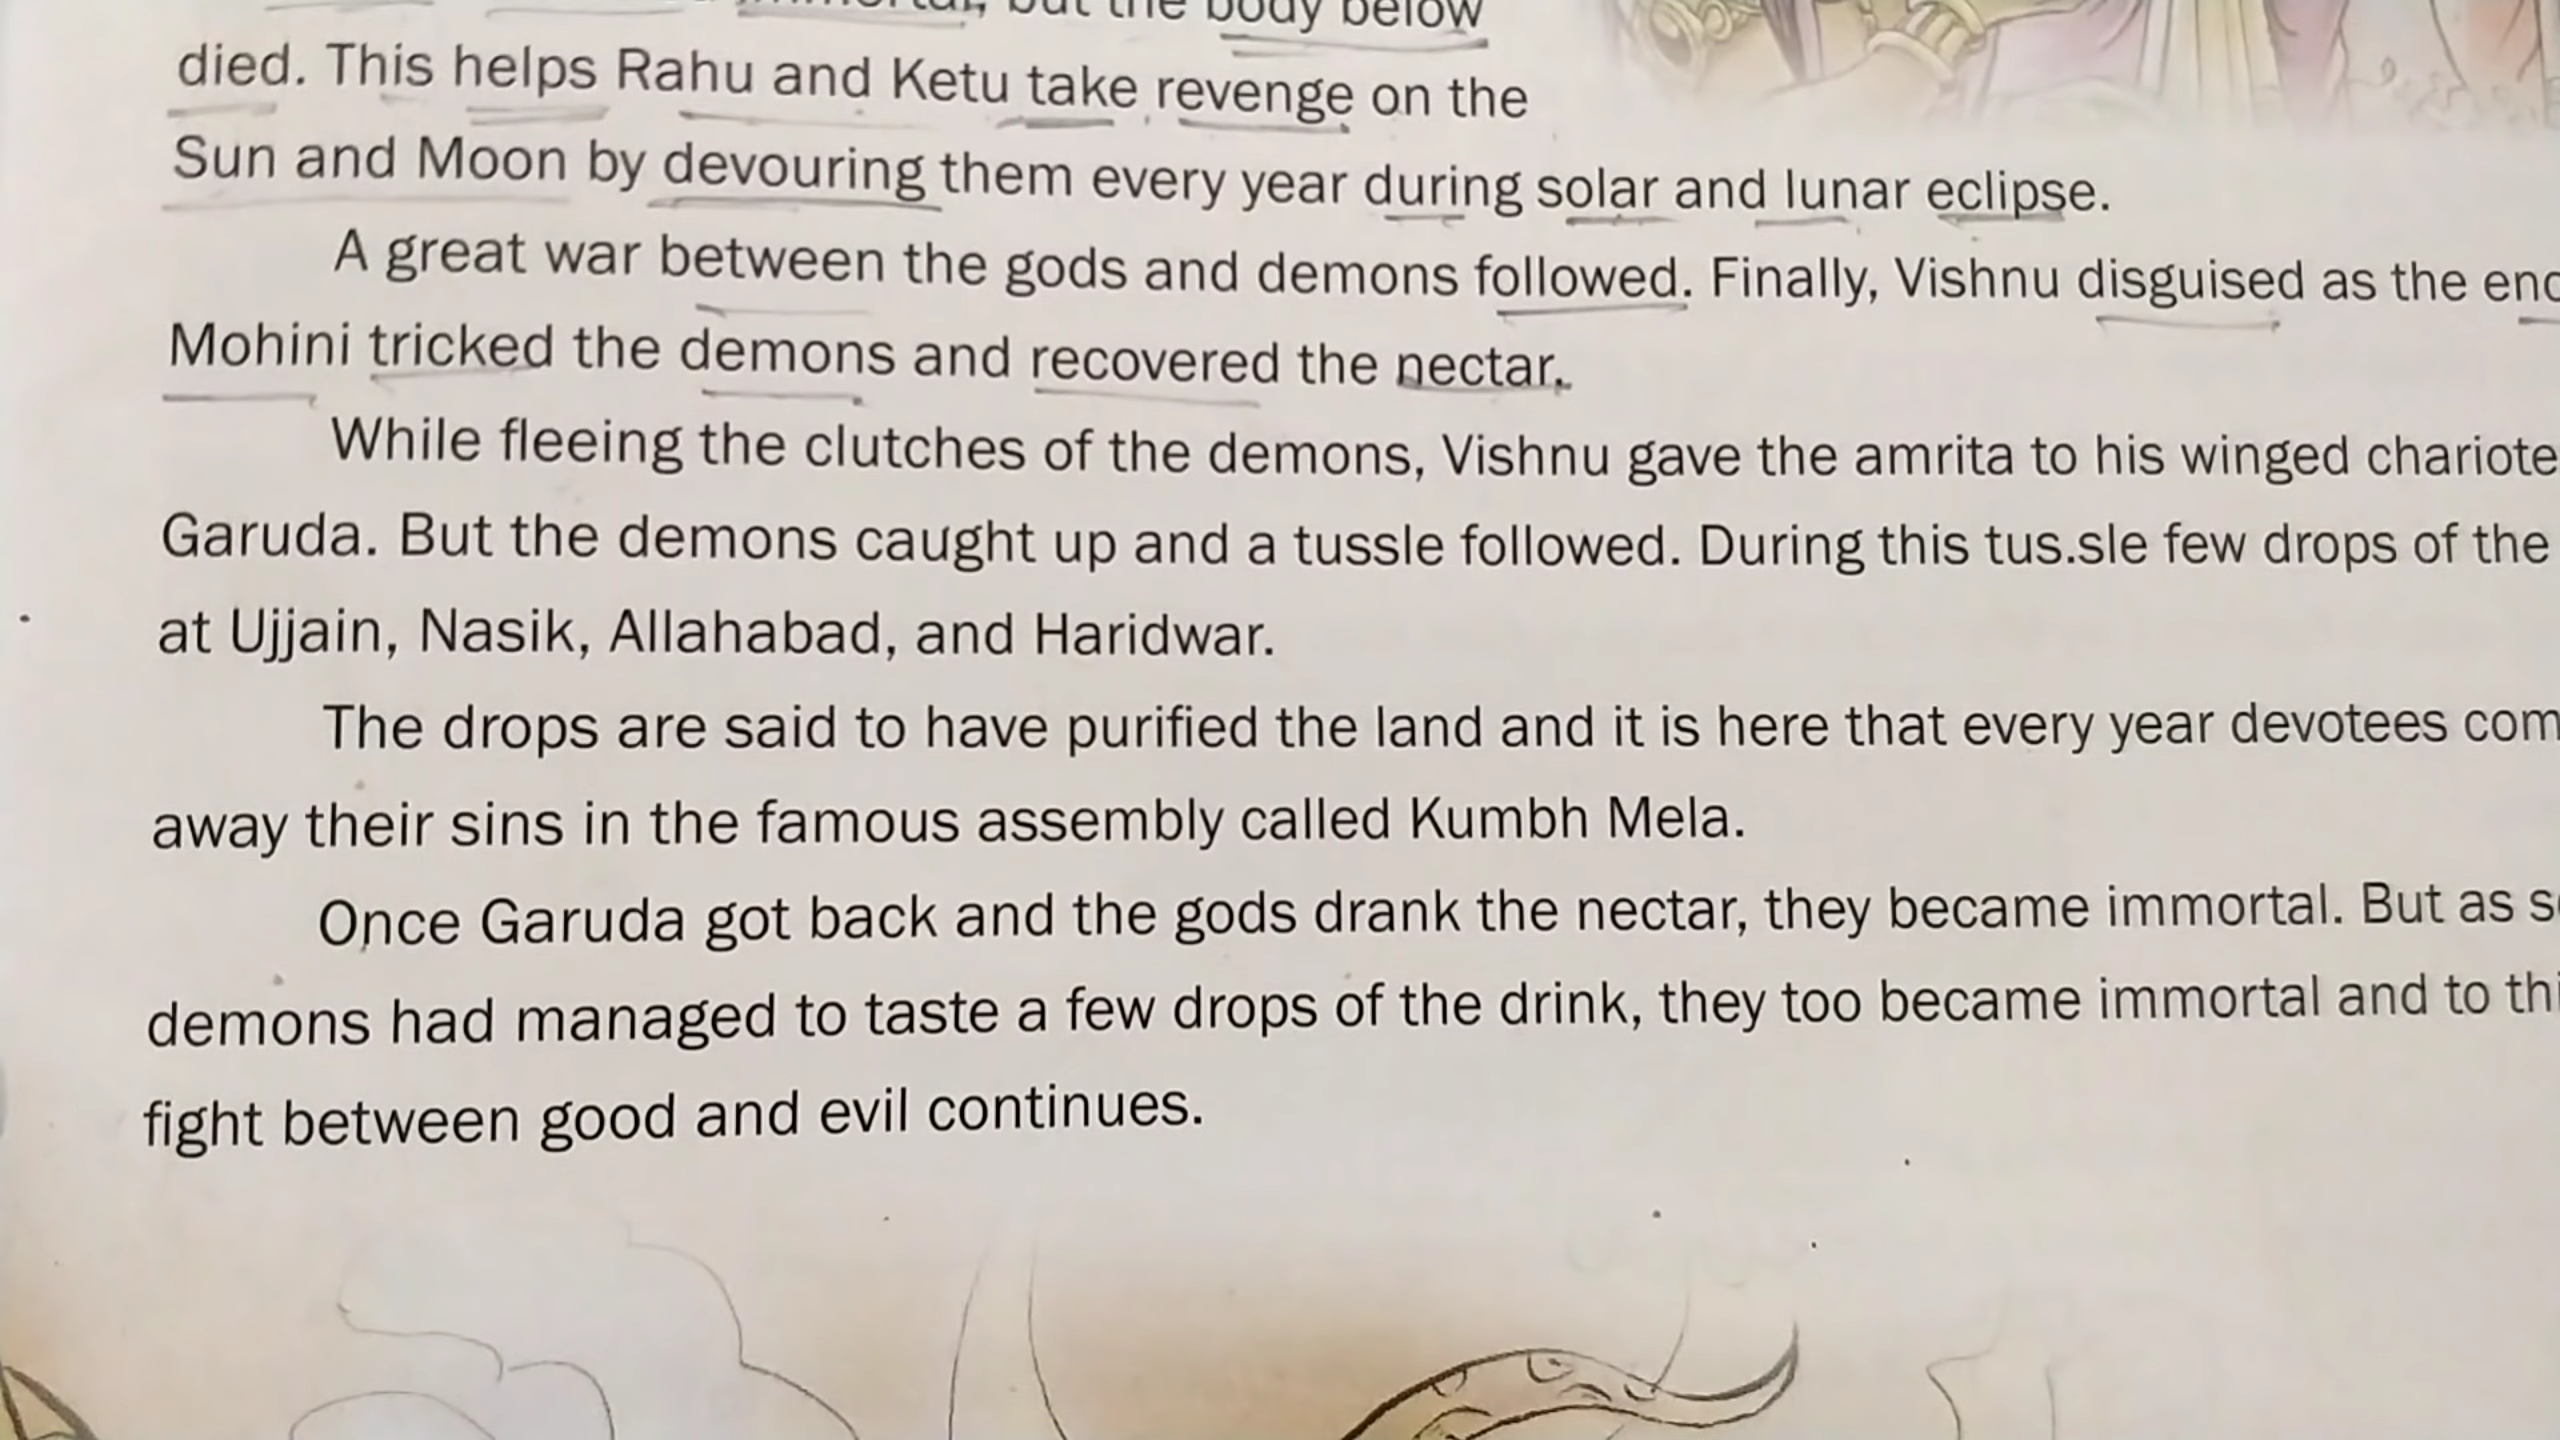 but the body below
died. This helps Rahu and Ketu take revenge on the
Sun and Moon by devouring them every year during solar and lunar eclipse.
A great war between the gods and demons followed. Finally, Vishnu disguised as the
Mohini tricked the demons and recovered the nectar.
While fleeing the clutches of the demons, Vishnu gave the amrita to his winged
Garuda. But the demons caught up and a tussle followed. During this tus.sle few drops of the
at Ujjain, Nasik, Allahabad, and Haridwar.
The drops are said to have purified the land and it is here that every year devotees
away their sins in the famous assembly called Kumbh Mela.
Once Garuda got back and the gods drank the nectar, they became immortal. But as
demons had managed to taste a few drops of the drink, they too became immortal and to
fight between good and evil continues.